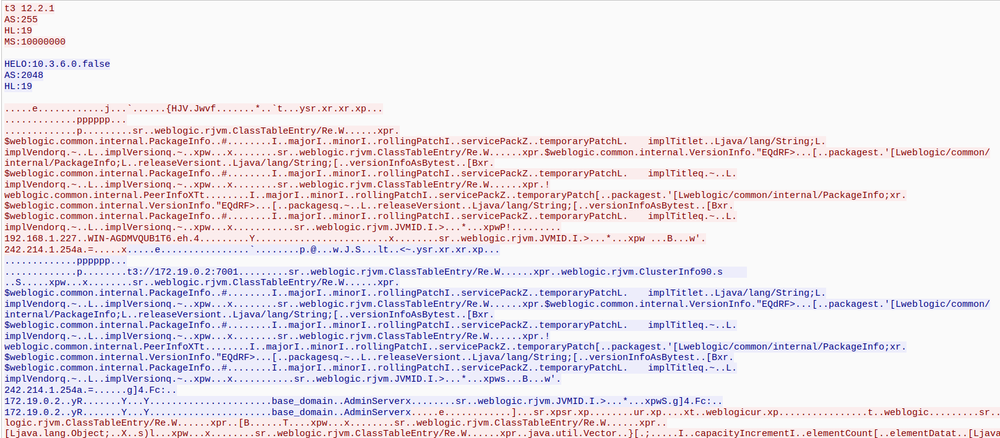 t3 12.2.1
AS:255
HL:19
MS:10000000
HELO:10.3.6.0.false
AS:2048
HL:19
.....e............j...`......{HJV.Jwvf.......*..`t...ysr.xr.xr.xp...
.............pppppp...
.............p.........sr..weblogic.rjvm.ClassTableEntry/Re.W......xpr.
$weblogic.common.internal.PackageInfo..#........I..majorI..minorI..rollingPatchI..servicePackZ..temporaryPatchL.    implTitlet..Ljava/lang/String;L.
implVendorq.~..L..implVersionq.~..xpw...x........sr..weblogic.rjvm.ClassTableEntry/Re.W......xpr.$weblogic.common.internal.VersionInfo."EQdRF>...[..packagest.'[Lweblogic/common/
internal/PackageInfo;L..releaseVersiont..Ljava/lang/String;[..versionInfoAsBytest..[Bxr.
$weblogic.common.internal.PackageInfo..#........I..majorI..minorI..rollingPatchI..servicePackZ..temporaryPatchL.    implTitleq.~..L.
implVendorq.~..L..implVersionq.~..xpw...x........sr..weblogic.rjvm.ClassTableEntry/Re.W......xpr.!
weblogic.common.internal.PeerInfoXTt........I..majorI..minorI..rollingPatchI..servicePackZ..temporaryPatch[..packagest.'[Lweblogic/common/internal/PackageInfo;xr.
$weblogic.common.internal.VersionInfo."EQdRF>...[..packagesq.~..L..releaseVersiont..Ljava/lang/String;[..versionInfoAsBytest..[Bxr.
$weblogic.common.internal.PackageInfo..#........I..majorI..minorI..rollingPatchI..servicePackZ..temporaryPatchL.    implTitleq.~..L.
implVendorq.~..L..implVersionq.~..xpw...x...........sr..weblogic.rjvm.JVMID.I.>...*...xpwP!.........
192.168.1.227..WIN-AGDMVQUB1T6.eh.4.........Y........................x........sr..weblogic.rjvm.JVMID.I.>...*...xpw ...B...w'.
242.214.1.254a.=.....x.....e................`........p.@...w.J.S...lt..<~.ysr.xr.xr.xp...
.............pppppp...
.............p........t3://172.19.0.2:7001.........sr..weblogic.rjvm.ClassTableEntry/Re.W......xpr..weblogic.rjvm.ClusterInfo90.s
..S.....xpw...x........sr..weblogic.rjvm.ClassTableEntry/Re.W......xpr.
$weblogic.common.internal.PackageInfo..#........I..majorI..minorI..rollingPatchI..servicePackZ..temporaryPatchL.    implTitlet..Ljava/lang/String;L.
implVendorq.~..L..implVersionq.~..xpw...x........sr..weblogic.rjvm.ClassTableEntry/Re.W......xpr.$weblogic.common.internal.VersionInfo."EQdRF>...[..packagest.'[Lweblogic/common/
internal/PackageInfo;L..releaseVersiont..Ljava/lang/String;[..versionInfoAsBytest..[Bxr.
$weblogic.common.internal.PackageInfo..#........I..majorI..minorI..rollingPatchI..servicePackZ..temporaryPatchL.    implTitleq.~..L.
implVendorq.~..L..implVersionq.~..xpw...x........sr..weblogic.rjvm.ClassTableEntry/Re.W......xpr.!
weblogic.common.internal.PeerInfoXTt........I..majorI..minorI..rollingPatchI..servicePackZ..temporaryPatch[..packagest.'[Lweblogic/common/internal/PackageInfo;xr.
$weblogic.common.internal.VersionInfo."EQdRF>...[..packagesq.~..L..releaseVersiont..Ljava/lang/String;[..versionInfoAsBytest..[Bxr.
$weblogic.common.internal.PackageInfo..#........I..majorI..minorI..rollingPatchI..servicePackZ..temporaryPatchL.    implTitleq.~..L.
implVendorq.~..L..implVersionq.~..xpw...x...........sr..weblogic.rjvm.JVMID.I.>...*...xpws...B...w'.
242.214.1.254a.=......g]4.Fc:..
172.19.0.2..yR.......Y...Y......................base_domain..AdminServerx........sr..weblogic.rjvm.JVMID.I.>...*...xpwS.g]4.Fc:..
172.19.0.2..yR.......Y...Y......................base_domain..AdminServerx.....e............]...sr.xpsr.xp........ur.xp....xt..weblogicur.xp................t..weblogic........sr..
logic.rjvm.ClassTableEntry/Re.W......xpr..[B......T....xpw...x........sr..weblogic.rjvm.ClassTableEntry/Re.W......xpr..
[Ljava.lang.Object;..X..s)l...xpw...x........sr..weblogic.rjvm.ClassTableEntry/Re.W......xpr..java.util.Vector..}[.;.....I..capacityIncrementI..elementCount[..elementDatat..[Ljava